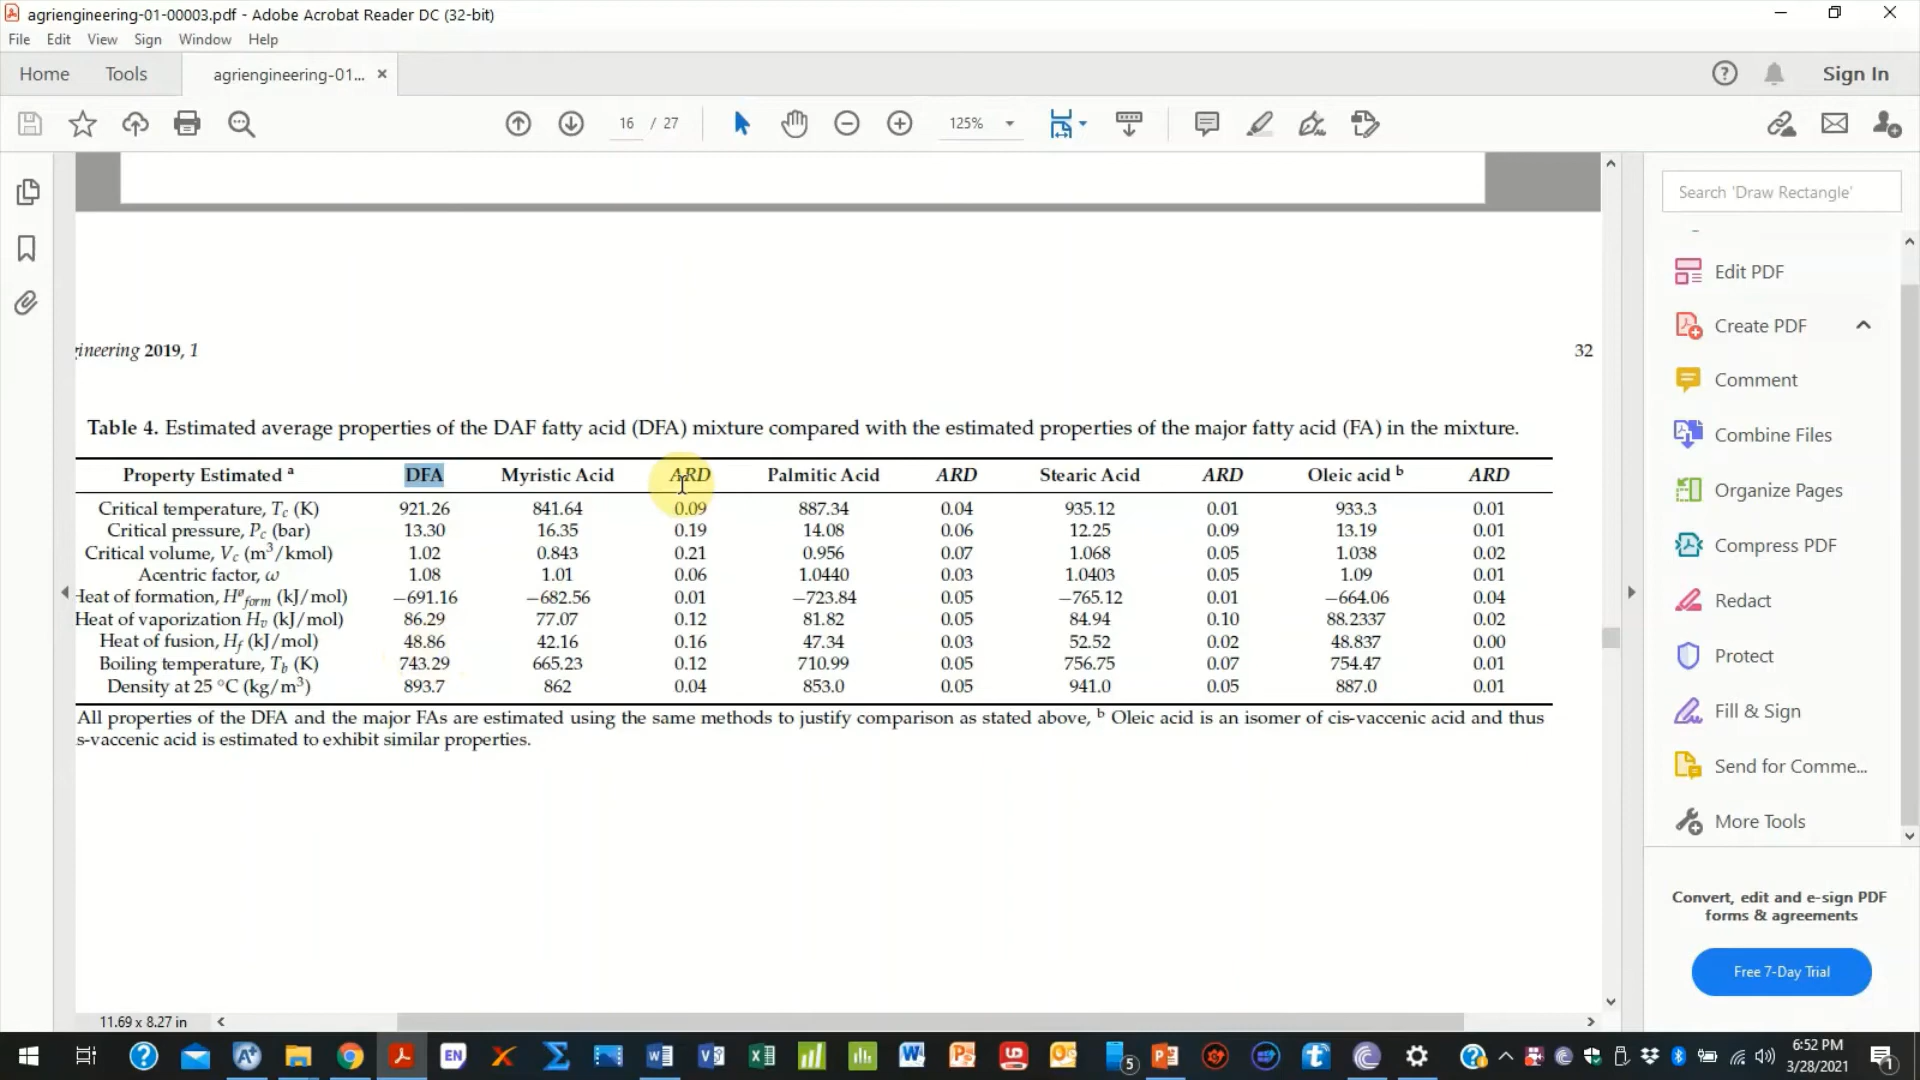 agriengineering-01-00003.pdf - Adobe Acrobat Reader DC (32-bit)
File Edit View Sign Window Help
Home Tools agriengineering-01... × Sign In
16 / 27 125%
Search 'Draw Rectangle'
Edit PDF
Create PDF
Comment
Combine Files
Organize Pages
Compress PDF
Redact
Protect
Fill & Sign
Send for Comme...
More Tools
Convert, edit and e-sign PDF
forms & agreements
Free 7-Day Trial
gineering 2019, 1 32
Table 4. Estimated average properties of the DAF fatty acid (DFA) mixture compared with the estimated properties of the major fatty acid (FA) in the mixture.
Property Estimated a DFA Myristic Acid ARD Palmitic Acid ARD Stearic Acid ARD Oleic acid b ARD
Critical temperature, Tc (K) 921.26 841.64 0.09 887.34 0.04 935.12 0.01 933.3 0.01
Critical pressure, Pc (bar) 13.30 16.35 0.19 14.08 0.06 12.25 0.09 13.19 0.01
Critical volume, Vc (m3/kmol) 1.02 0.843 0.21 0.956 0.07 1.068 0.05 1.038 0.02
Acentric factor, ω 1.08 1.01 0.06 1.0440 0.03 1.0403 0.05 1.09 0.01
Heat of formation, Høform (kJ/mol) −691.16 −682.56 0.01 −723.84 0.05 −765.12 0.01 −664.06 0.04
Heat of vaporization Hv (kJ/mol) 86.29 77.07 0.12 81.82 0.05 84.94 0.10 88.2337 0.02
Heat of fusion, Hf (kJ/mol) 48.86 42.16 0.16 47.34 0.03 52.52 0.02 48.837 0.00
Boiling temperature, Tb (K) 743.29 665.23 0.12 710.99 0.05 756.75 0.07 754.47 0.01
Density at 25 °C (kg/m3) 893.7 862 0.04 853.0 0.05 941.0 0.05 887.0 0.01
All properties of the DFA and the major FAs are estimated using the same methods to justify comparison as stated above, b Oleic acid is an isomer of cis-vaccenic acid and thus
s-vaccenic acid is estimated to exhibit similar properties.
11.69 x 8.27 in
EN
5
6:52 PM
3/28/2021
1